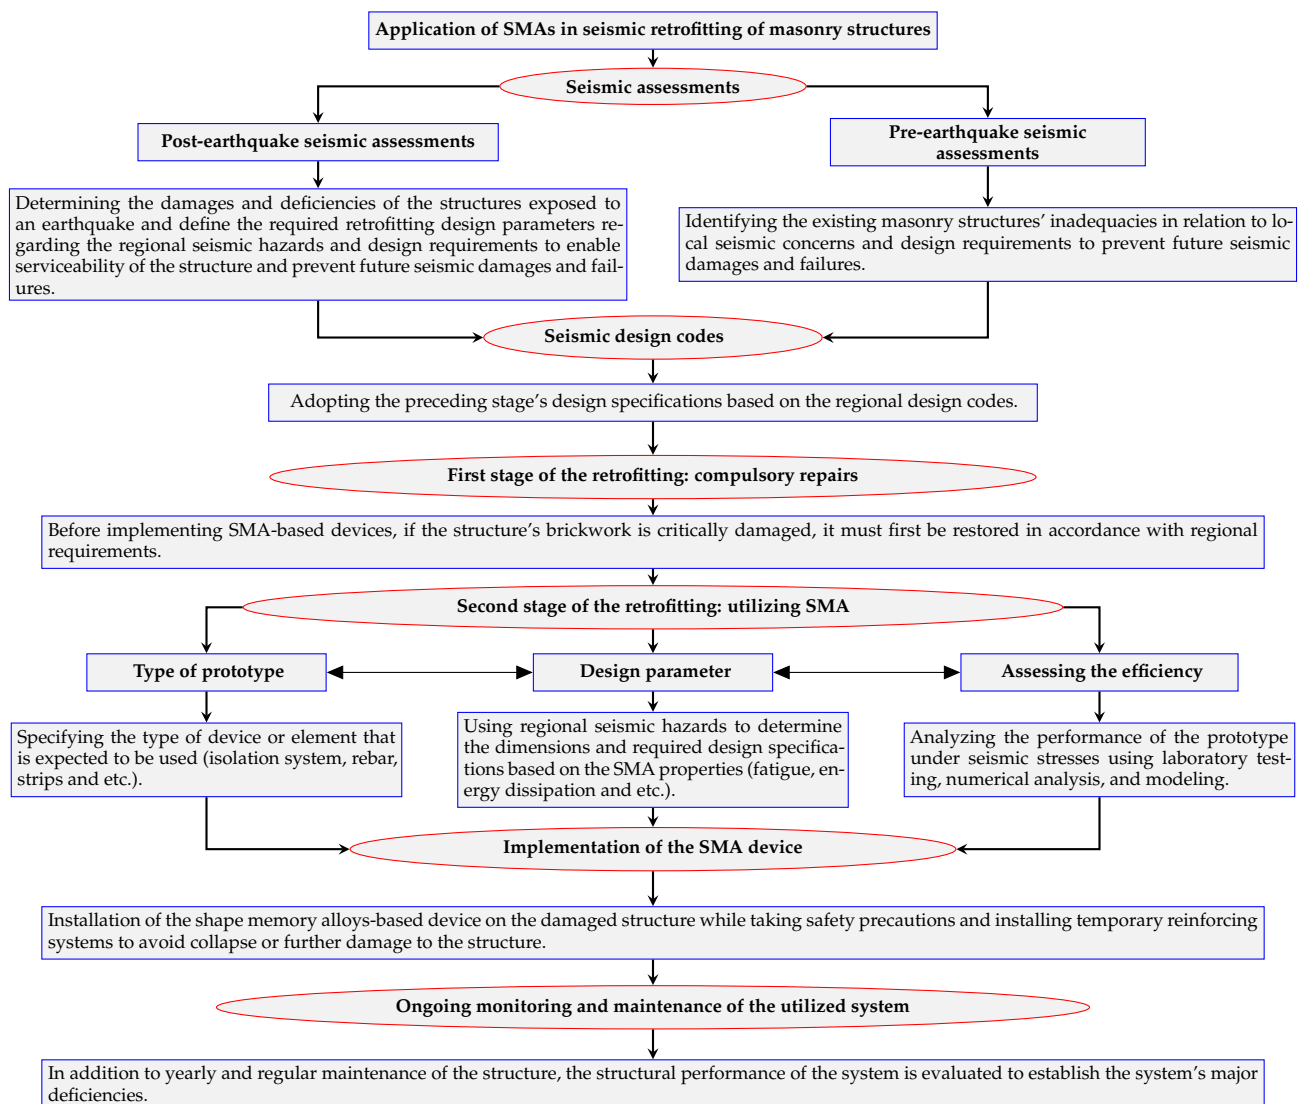 Application of SMAs in seismic retrofitting of masonry structures
Seismic assessments
Post-earthquake seismic assessments
Pre-earthquake seismic
assessments
Determining the damages and deficiencies of the structures exposed to
an earthquake and define the required retrofitting design parameters re-
garding the regional seismic hazards and design requirements to enable
serviceability of the structure and prevent future seismic damages and fail-
ures.
Identifying the existing masonry structures’ inadequacies in relation to lo-
cal seismic concerns and design requirements to prevent future seismic
damages and failures.
Seismic design codes
Adopting the preceding stage’s design specifications based on the regional design codes.
First stage of the retrofitting: compulsory repairs
Before implementing SMA-based devices, if the structure’s brickwork is critically damaged, it must first be restored in accordance with regional
requirements.
Second stage of the retrofitting: utilizing SMA
Type of prototype
Design parameter
Assessing the efficiency
Specifying the type of device or element that
is expected to be used (isolation system, rebar,
strips and etc.).
Using regional seismic hazards to determine
the dimensions and required design specifica-
tions based on the SMA properties (fatigue, en-
ergy dissipation and etc.).
Analyzing the performance of the prototype
under seismic stresses using laboratory test-
ing, numerical analysis, and modeling.
Implementation of the SMA device
Installation of the shape memory alloys-based device on the damaged structure while taking safety precautions and installing temporary reinforcing
systems to avoid collapse or further damage to the structure.
Ongoing monitoring and maintenance of the utilized system
In addition to yearly and regular maintenance of the structure, the structural performance of the system is evaluated to establish the system’s major
deficiencies.